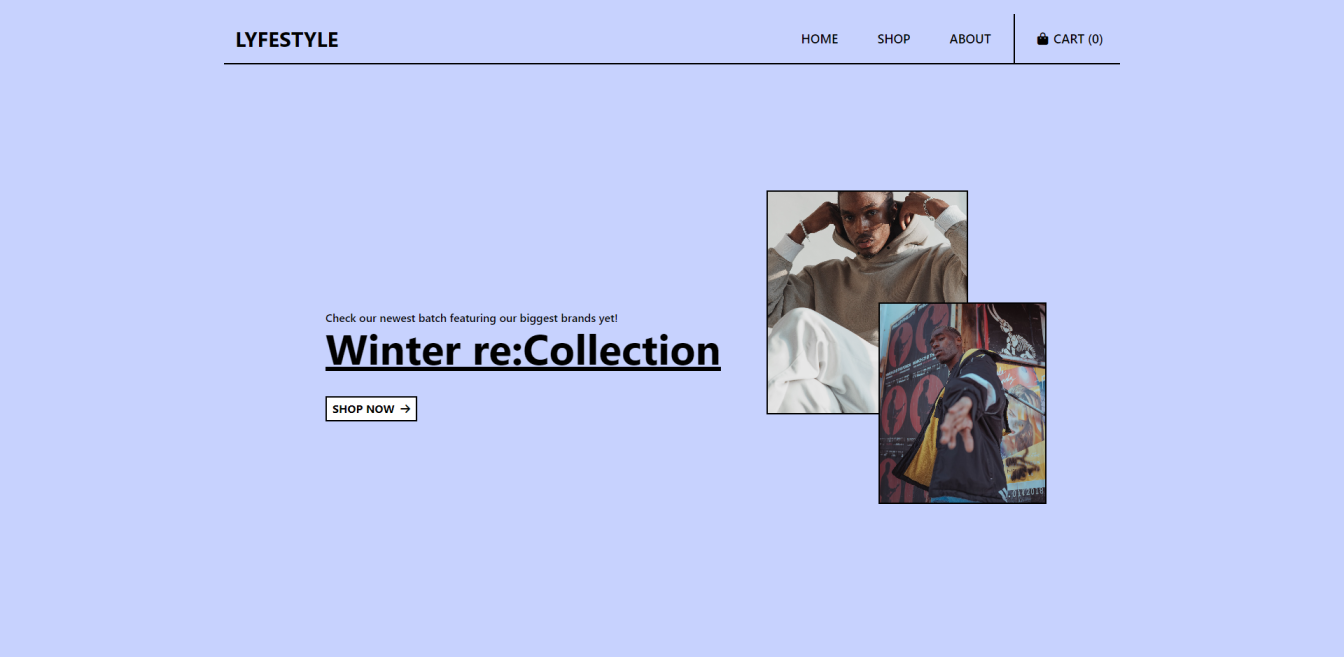 LYFESTYLE
HOME
SHOP
ABOUT
CART (0)
Check our newest batch featuring our biggest brands yet!
Winter re:Collection
SHOP NOW →